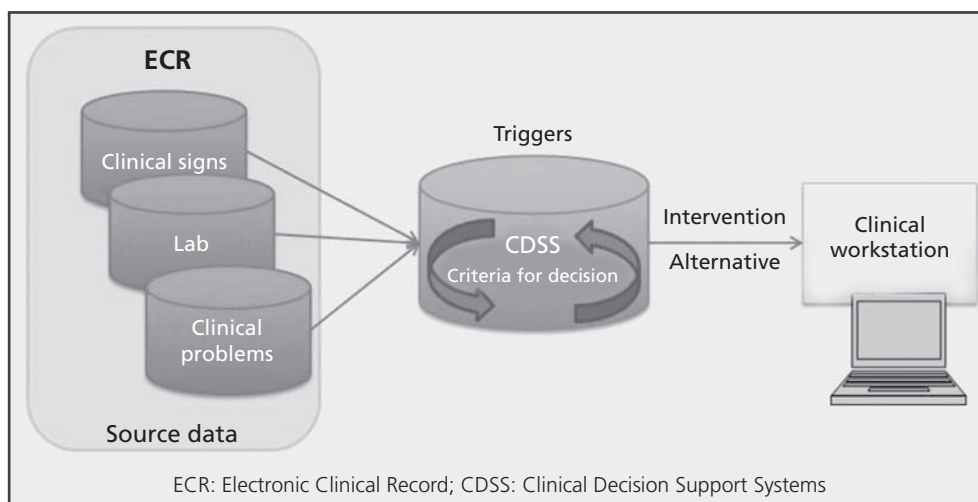 ECR
Clinical signs
Lab
Clinical
problems
Source data
Triggers
CDSS
Criteria for decision
Intervention
Alternative
Clinical
workstation
ECR: Electronic Clinical Record; CDSS: Clinical Decision Support Systems